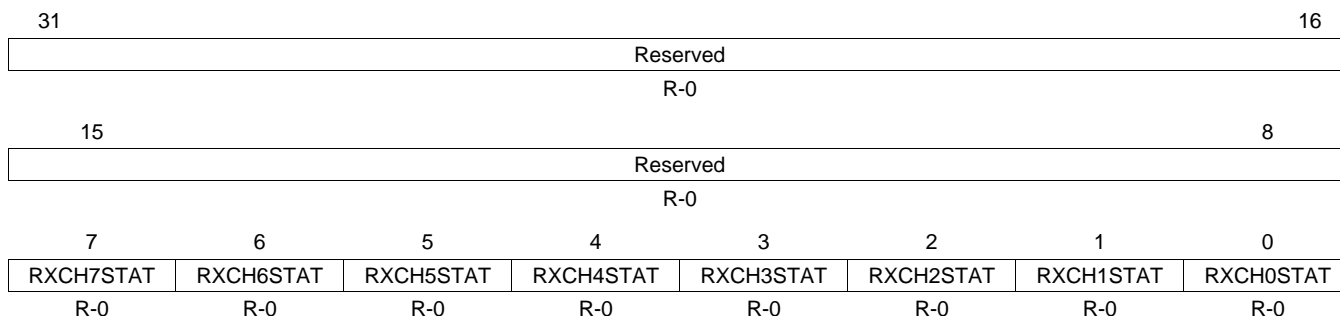 31 16
Reserved
R-0
15 8
Reserved
R-0
7 6 5 4 3 2 1 0
RXCH7STAT RXCH6STAT RXCH5STAT RXCH4STAT RXCH3STAT RXCH2STAT RXCH1STAT RXCH0STAT
R-0 R-0 R-0 R-0 R-0 R-0 R-0 R-0